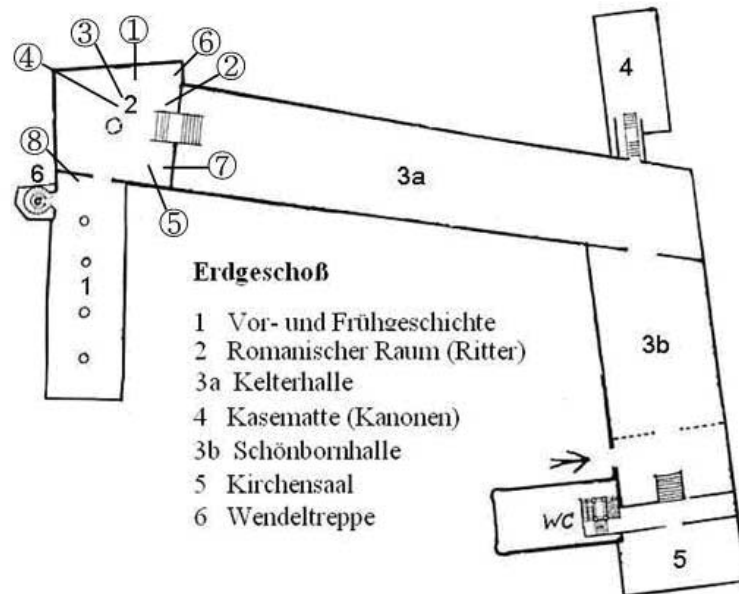 ①
③
⑥
④
②
2
4
⑧
⑦
6
3a
⑤
1
3b
Erdgeschoß
1 Vor- und Frühgeschichte
2 Romanischer Raum (Ritter)
3a Kelterhalle
4 Kasematte (Kanonen)
3b Schönbornhalle
5 Kirchensaal
6 Wendeltreppe
WC
5